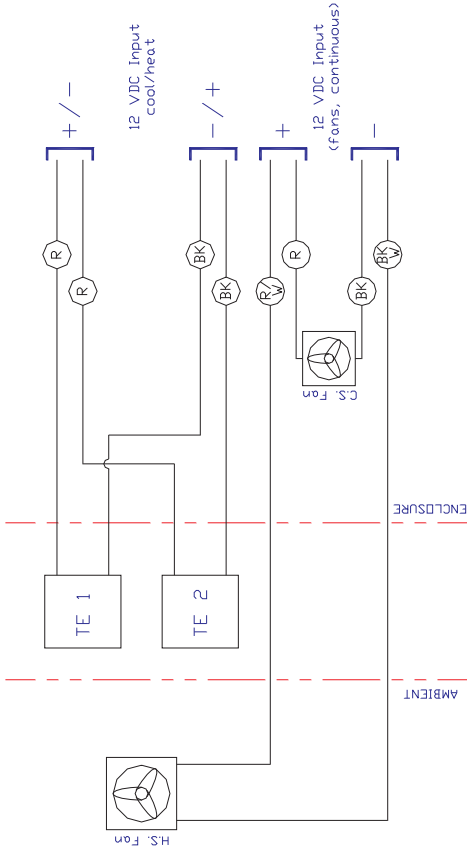 +/-
12 VDC Input
cool/heat
-/+
+
12 VDC Input
(fans, continuous)
-
R
R
BK
BK
R/W
R
BK
BK/W
C.S. Fan
ENCLOSURE
TE 1
TE 2
AMBIENT
H.S. Fan